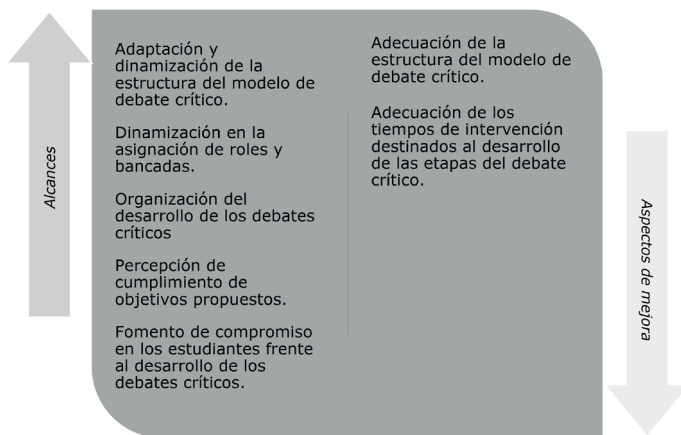 Alcances
Adaptación y
dinamización de la
estructura del modelo de
debate crítico.
Dinamización en la
asignación de roles y
bancadas.
Organización del
desarrollo de los debates
críticos
Percepción de
cumplimiento de
objetivos propuestos.
Fomento de compromiso
en los estudiantes frente
al desarrollo de los
debates críticos.
Adecuación de la
estructura del modelo de
debate crítico.
Adecuación de los
tiempos de intervención
destinados al desarrollo
de las etapas del debate
crítico.
Aspectos de mejora